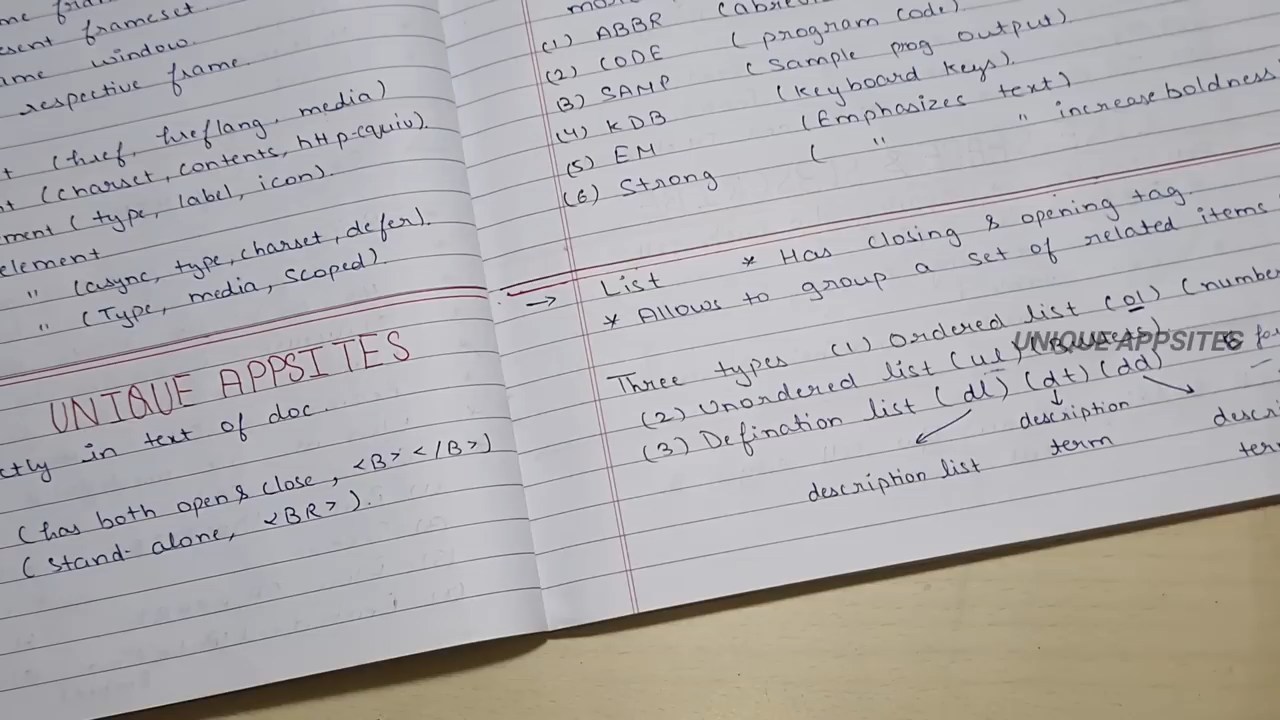 esent frameset.
ame window.
respective frame.
t (href, hreflang, media)
nt (charset, contents, http-equiv).
ement (type, label, icon).
element
" (async, type, charset, defer).
" (Type, media, scoped).
UNIQUE APPSITES
ctly in text of doc.
(has both open & close, <B> </B>)
(stand-alone, <BR>).
(1) ABBR
(2) CODE (program code)
(3) SAMP (Sample prog output)
(4) KDB (Keyboard Keys).
(5) EM (Emphasizes text)
(6) Strong ( " " increase boldness
→ List * Has closing & opening tag.
* Allows to group a set of related items
Three types (1) Ordered list (ol) (number
(2) Unordered list (ul) (Bullets)
(3) Defination list (dl) (dt) (dd)
description list
description term
descri
ter
UNIQUE APPSITES